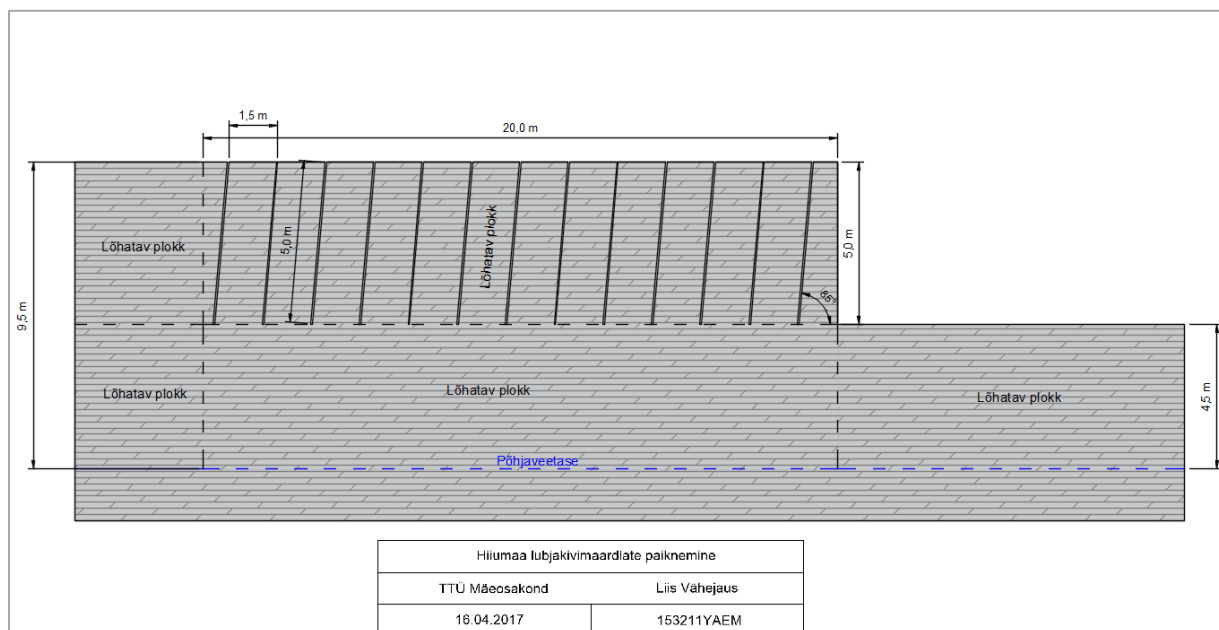 1,5 m
20,0 m
Lõhatav plokk
5,0 m
Lõhatav plokk
5,0 m
85°
9,5 m
Lõhatav plokk
Lõhatav plokk
Lõhatav plokk
4,5 m
Põhjaveetase
Hiiumaa lubjakivimaardlate paiknemine
TTÜ Mäeosakond Liis Vähejaus
16.04.2017 153211YAEM